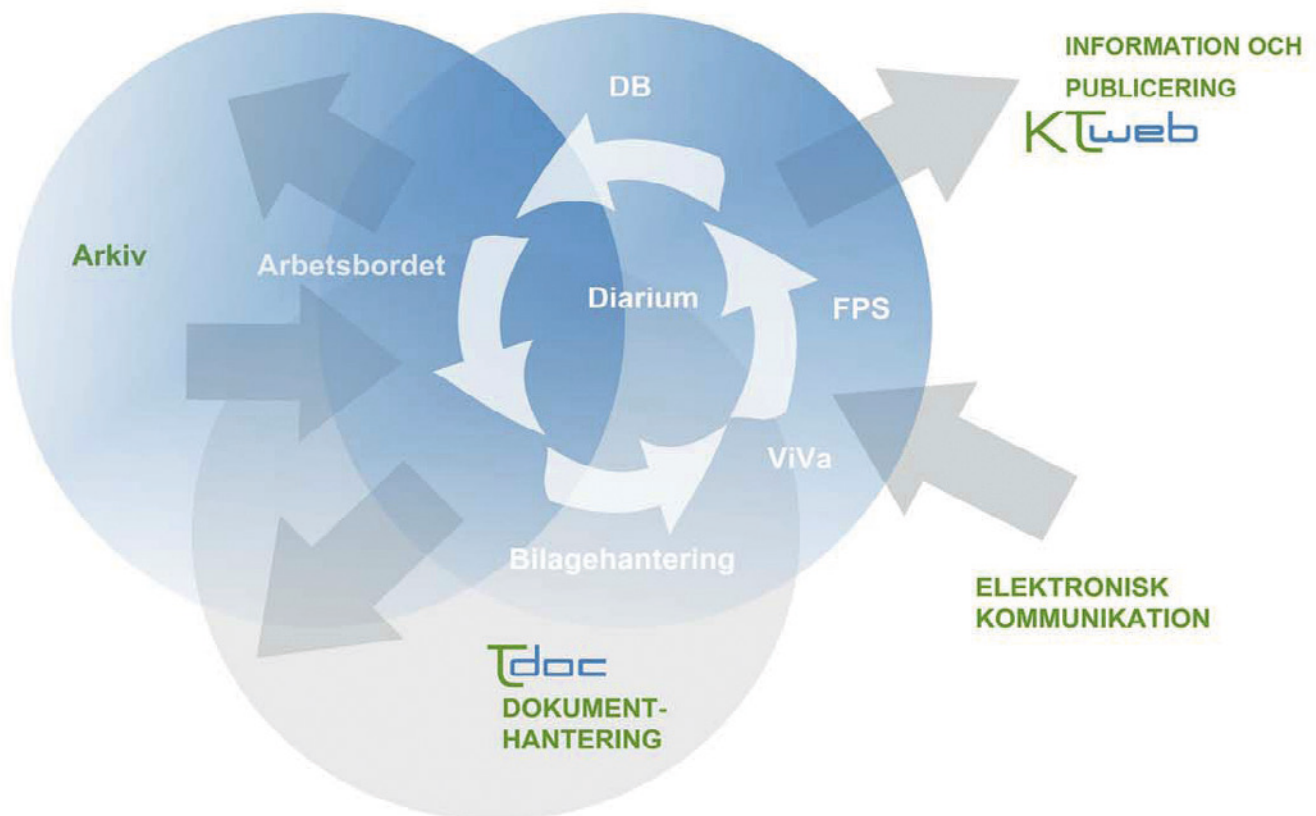 INFORMATION OCH
PUBLICERING
KTweb
DB
Arkiv
Arbetsbordet
Diarium
FPS
ViVa
Bilagehantering
ELEKTRONISK
KOMMUNIKATION
Tdoc
DOKUMENT-
HANTERING